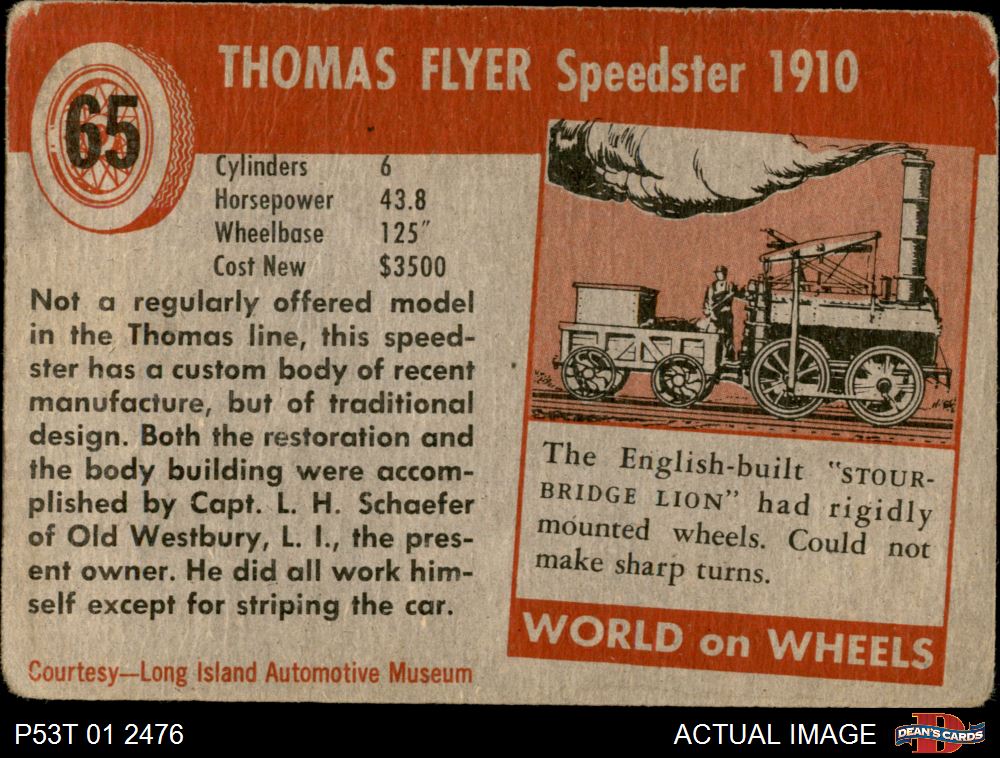 65
THOMAS FLYER Speedster 1910
Cylinders 6
Horsepower 43.8
Wheelbase 125"
Cost New $3500
Not a regularly offered model
in the Thomas line, this speed-
ster has a custom body of recent
manufacture, but of traditional
design. Both the restoration and
the body building were accom-
plished by Capt. L. H. Schaefer
of Old Westbury, L. I., the pres-
ent owner. He did all work him-
self except for striping the car.
Courtesy—Long Island Automotive Museum
The English-built "STOUR-
BRIDGE LION" had rigidly
mounted wheels. Could not
make sharp turns.
WORLD on WHEELS
P53T 01 2476
ACTUAL IMAGE
D
DEAN'S CARDS